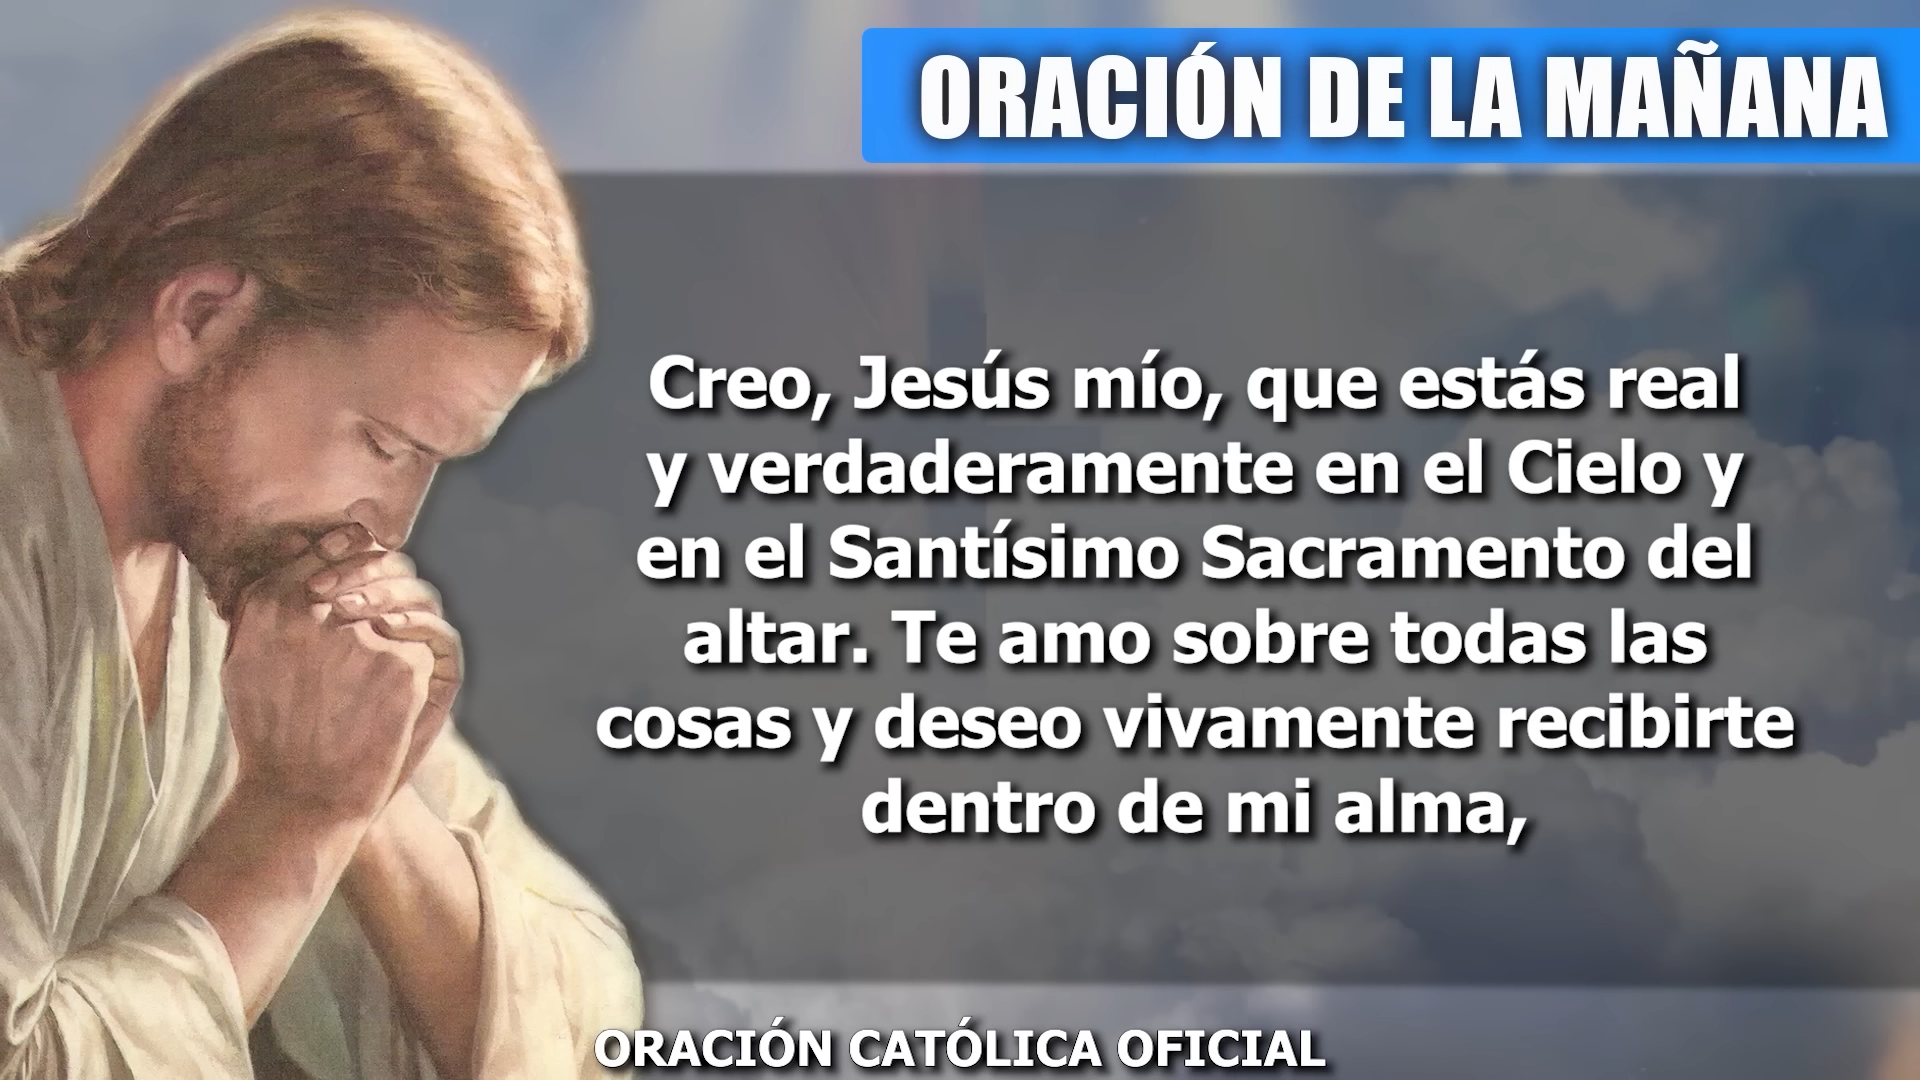 ORACIÓN DE LA MAÑANA
Creo, Jesús mío, que estás real
y verdaderamente en el Cielo y
en el Santísimo Sacramento del
altar. Te amo sobre todas las
cosas y deseo vivamente recibirte
dentro de mi alma,
ORACIÓN CATÓLICA OFICIAL